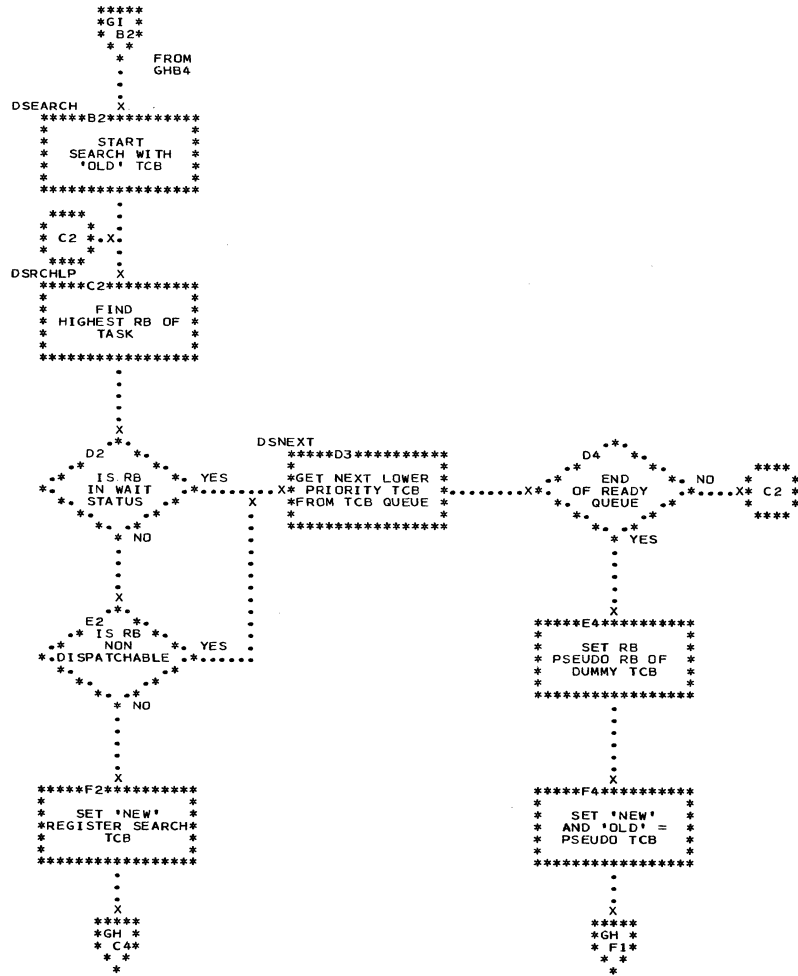 GI
B2
FROM
GHB4
DSEARCH
B2
START
SEARCH WITH
'OLD' TCB
C2
DSRCHLP
C2
FIND
HIGHEST RB OF
TASK
D2
IS RB
IN WAIT
STATUS
YES
NO
DSNEXT
D3
GET NEXT LOWER
PRIORITY TCB
FROM TCB QUEUE
D4
END
OF READY
QUEUE
NO
C2
YES
E2
IS RB
NON
DISPATCHABLE
YES
NO
E4
SET RB
PSEUDO RB OF
DUMMY TCB
F2
SET 'NEW'
REGISTER SEARCH
TCB
F4
SET 'NEW'
AND 'OLD' =
PSEUDO TCB
GH
C4
GH
F1